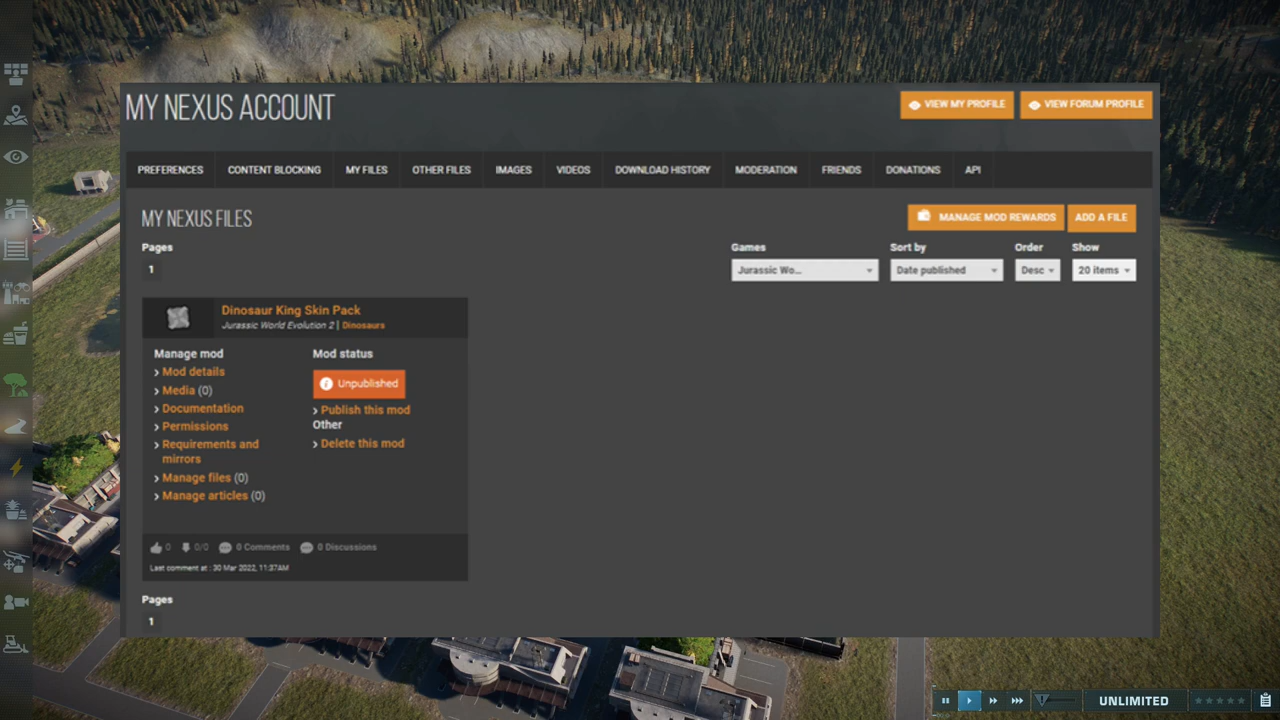 MY NEXUS ACCOUNT
VIEW MY PROFILE
VIEW FORUM PROFILE
PREFERENCES
CONTENT BLOCKING
MY FILES
OTHER FILES
IMAGES
VIDEOS
DOWNLOAD HISTORY
MODERATION
FRIENDS
DONATIONS
API
MY NEXUS FILES
MANAGE MOD REWARDS
ADD A FILE
Pages
1
Games
Jurassic Wo...
Sort by
Date published
Order
Desc
Show
20 items
Dinosaur King Skin Pack
Jurassic World Evolution 2 | Dinosaurs
Manage mod
› Mod details
› Media (0)
› Documentation
› Permissions
› Requirements and
mirrors
› Manage files (0)
› Manage articles (0)
Mod status
Unpublished
› Publish this mod
Other
› Delete this mod
0
0/0
0 Comments
0 Discussions
Last comment at : 30 Mar 2022, 11:37AM
Pages
1
UNLIMITED